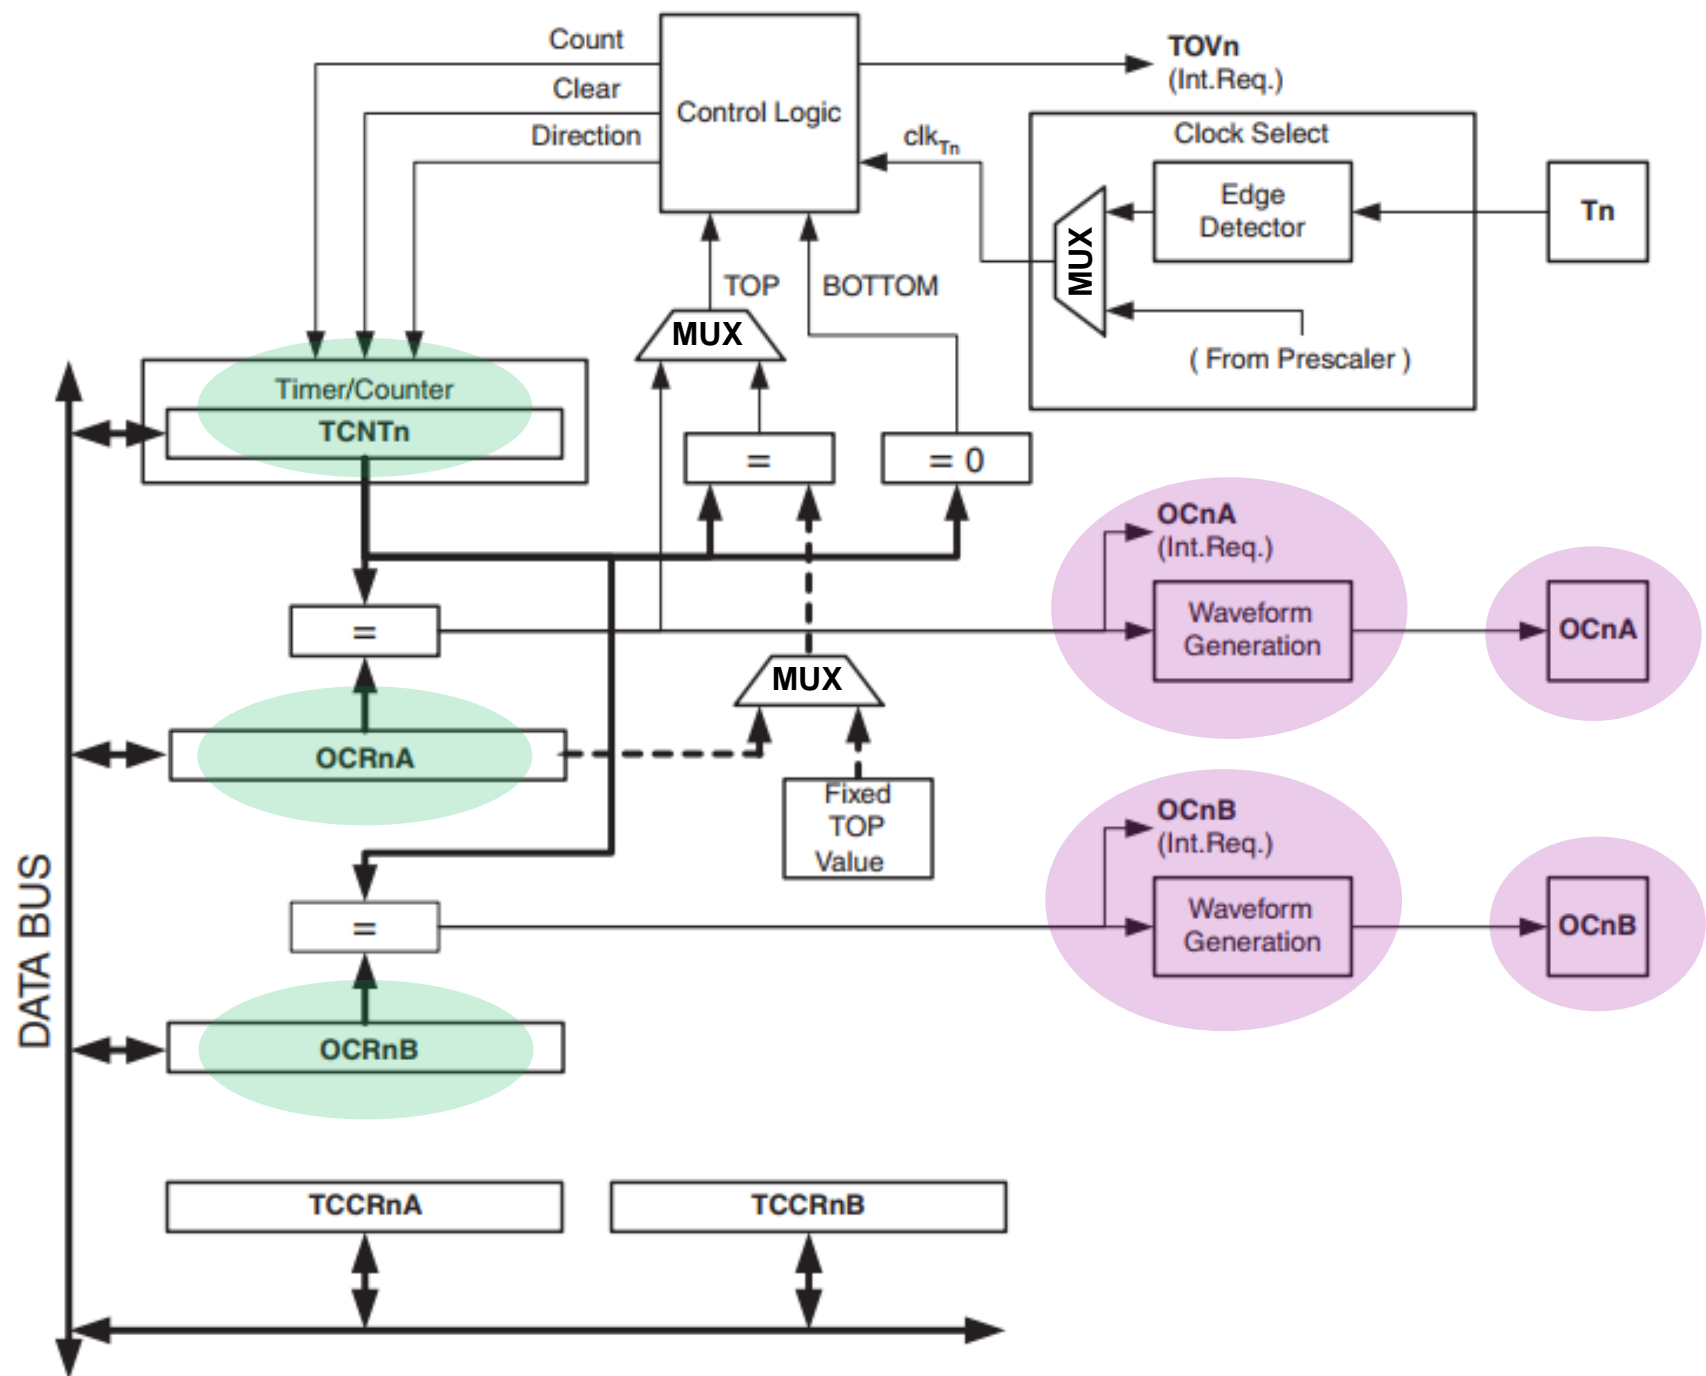 Count
Clear
Direction
Control Logic
TOVn
(Int.Req.)
clkTn
Clock Select
Edge
Detector
Tn
MUX
( From Prescaler )
TOP
BOTTOM
MUX
Timer/Counter
TCNTn
=
= 0
=
OCnA
(Int.Req.)
Waveform
Generation
OCnA
MUX
OCRnA
Fixed
TOP
Value
=
OCnB
(Int.Req.)
Waveform
Generation
OCnB
OCRnB
DATA BUS
TCCRnA
TCCRnB